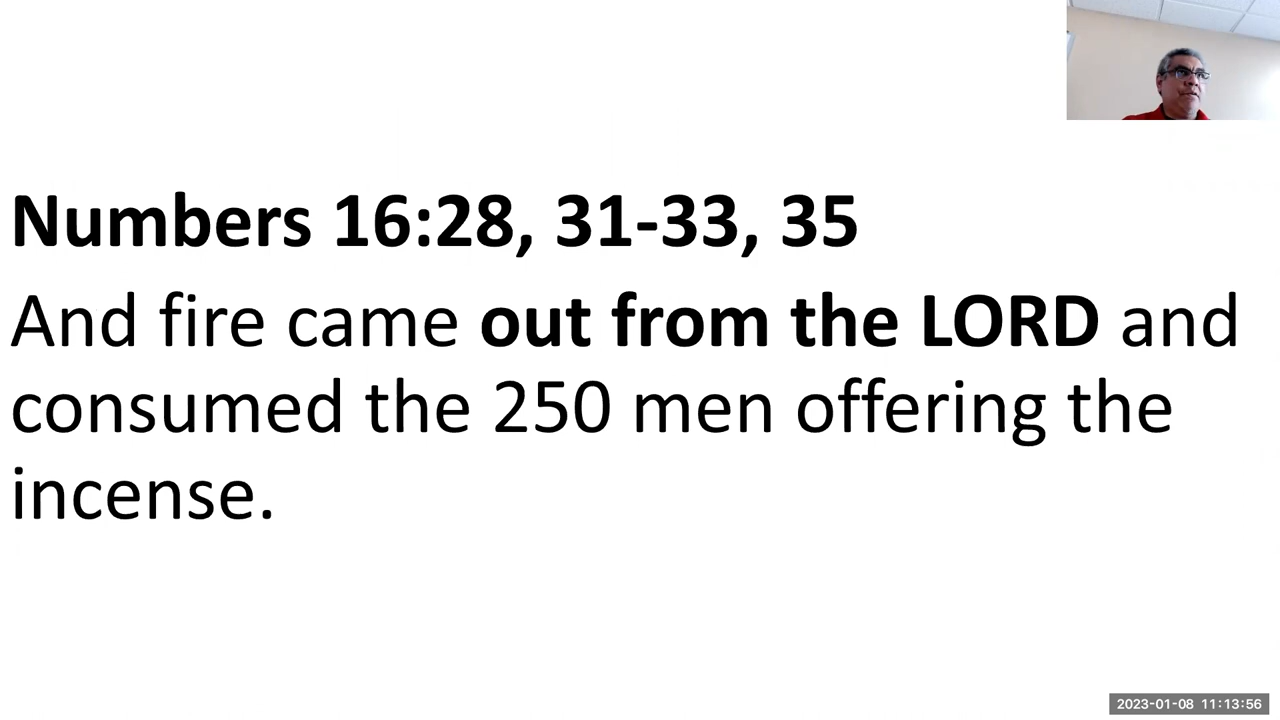 Numbers 16:28, 31-33, 35
And fire came out from the LORD and
consumed the 250 men offering the
incense.
2023-01-08 11:13:56